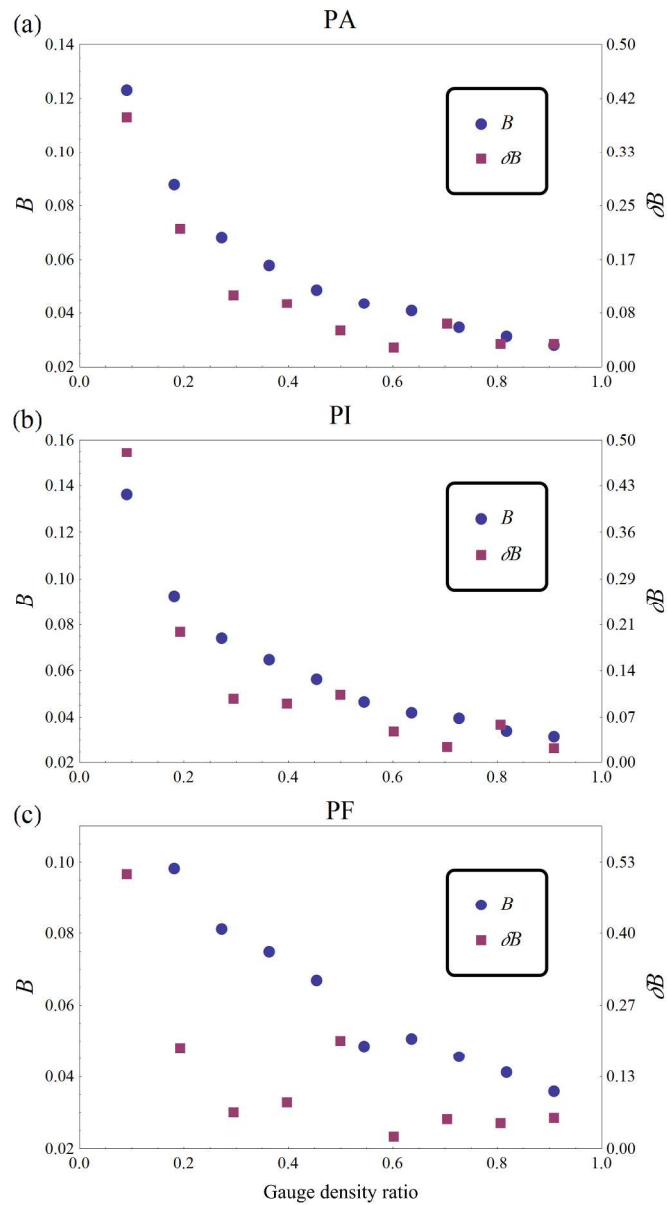 (a) PA
0.14 0.50
0.12 0.42
0.10 0.33
0.08 0.25
0.06 0.17
0.04 0.08
0.02 0.00
B
δB
B
δB
0.0 0.2 0.4 0.6 0.8 1.0
(b) PI
0.16 0.50
0.14 0.43
0.12 0.36
0.10 0.29
0.08 0.21
0.06 0.14
0.04 0.07
0.02 0.00
B
δB
B
δB
0.0 0.2 0.4 0.6 0.8 1.0
(c) PF
0.10 0.53
0.08 0.40
0.06 0.27
0.04 0.13
0.02 0.00
B
δB
B
δB
0.0 0.2 0.4 0.6 0.8 1.0
Gauge density ratio